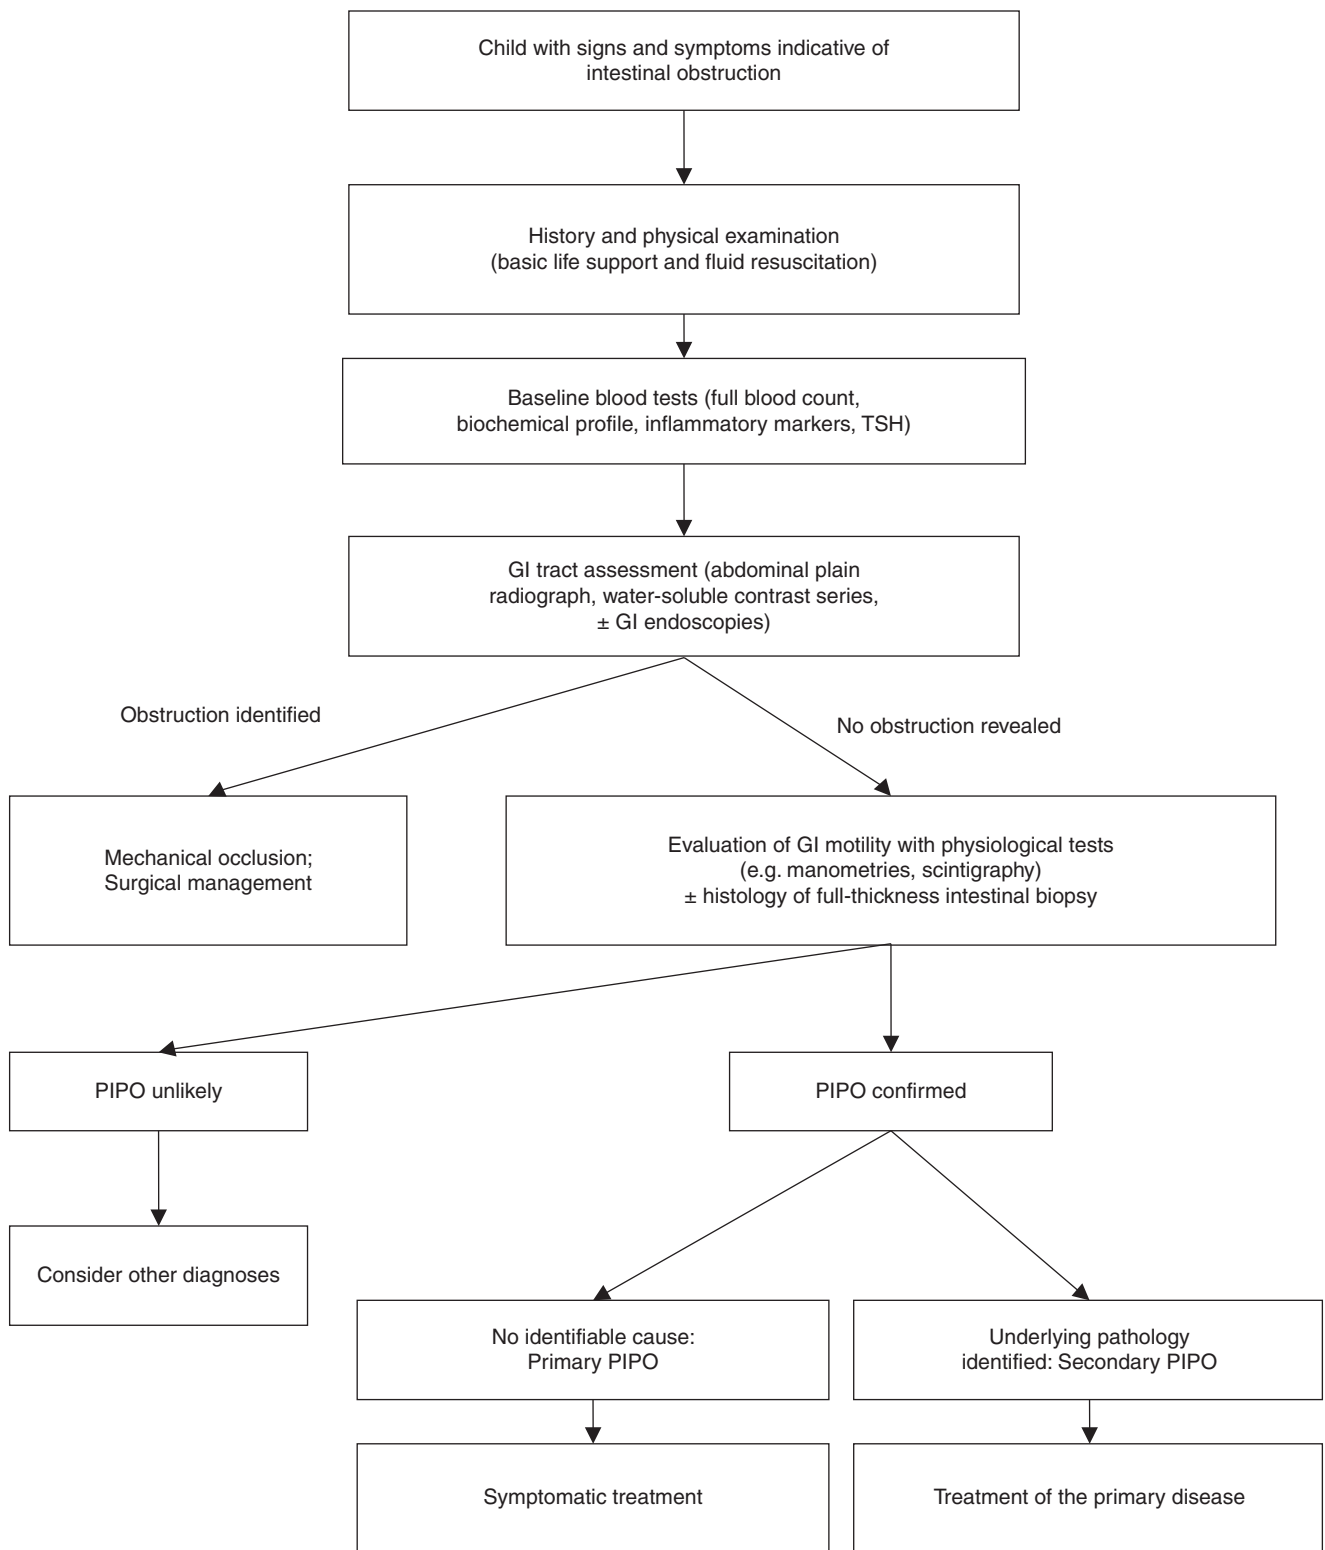 Child with signs and symptoms indicative of
intestinal obstruction
History and physical examination
(basic life support and fluid resuscitation)
Baseline blood tests (full blood count,
biochemical profile, inflammatory markers, TSH)
GI tract assessment (abdominal plain
radiograph, water-soluble contrast series,
± GI endoscopies)
Obstruction identified
No obstruction revealed
Mechanical occlusion;
Surgical management
Evaluation of GI motility with physiological tests
(e.g. manometries, scintigraphy)
± histology of full-thickness intestinal biopsy
PIPO unlikely
PIPO confirmed
Consider other diagnoses
No identifiable cause:
Primary PIPO
Underlying pathology
identified: Secondary PIPO
Symptomatic treatment
Treatment of the primary disease